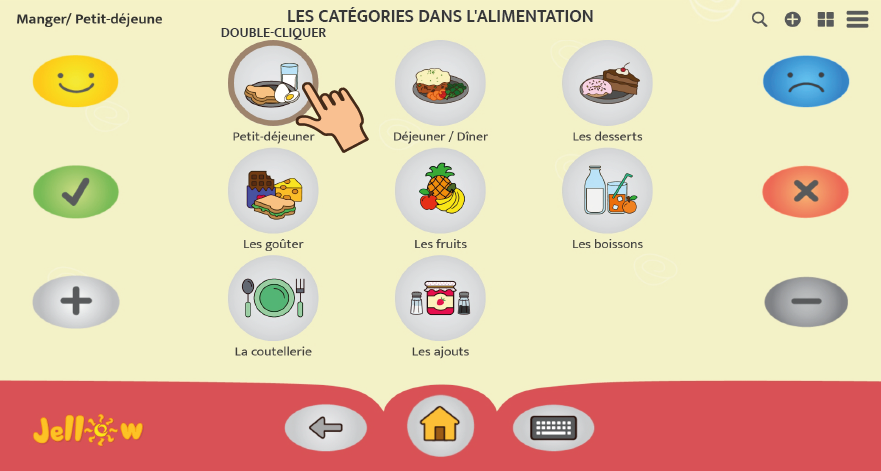 Manger/ Petit-déjeune
LES CATÉGORIES DANS L'ALIMENTATION
DOUBLE-CLIQUER
Petit-déjeuner
Déjeuner / Dîner
Les desserts
Les goûter
Les fruits
Les boissons
La coutellerie
Les ajouts
Jellow